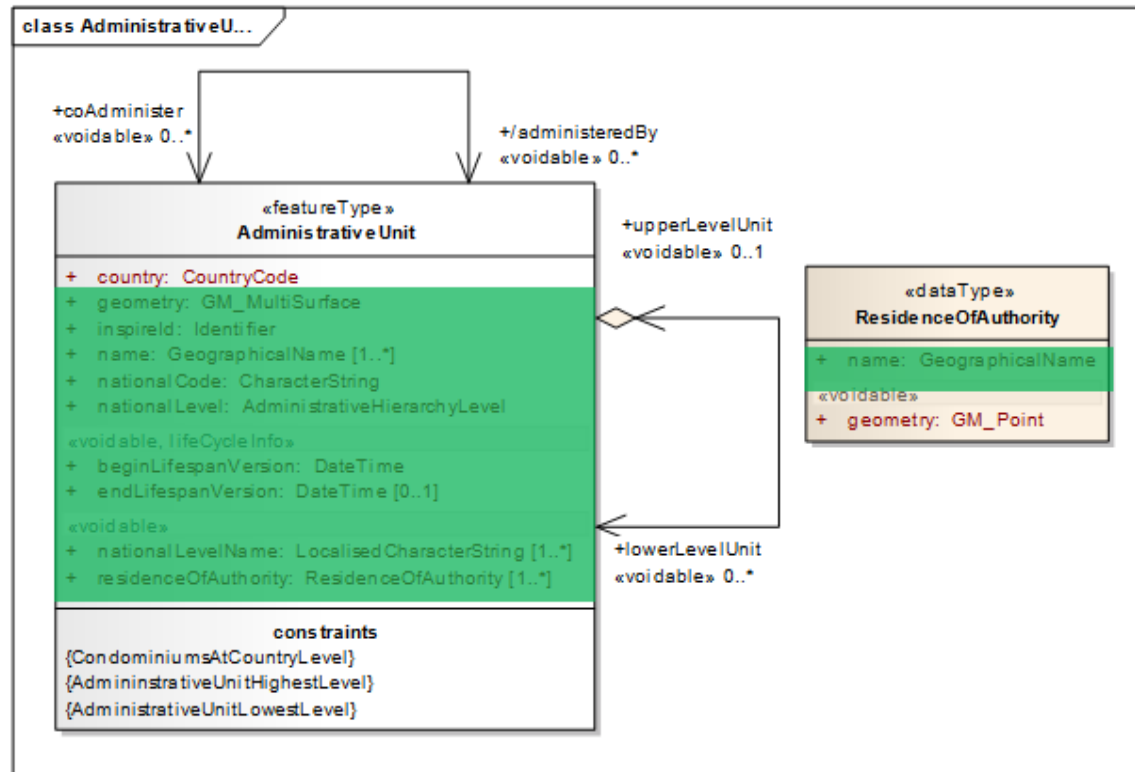 class AdministrativeU...
+coAdminister
«voidable» 0..*
+/administeredBy
«voidable» 0..*
«featureType»
AdministrativeUnit
+ country: CountryCode
+ geometry: GM_MultiSurface
+ inspireId: Identifier
+ name: GeographicalName [1..*]
+ nationalCode: CharacterString
+ nationalLevel: AdministrativeHierarchyLevel
«voidable, lifeCycleInfo»
+ beginLifespanVersion: DateTime
+ endLifespanVersion: DateTime [0..1]
«voidable»
+ nationalLevelName: LocalisedCharacterString [1..*]
+ residenceOfAuthority: ResidenceOfAuthority [1..*]
constraints
{CondominiumsAtCountryLevel}
{AdmininstrativeUnitHighestLevel}
{AdministrativeUnitLowestLevel}
+upperLevelUnit
«voidable» 0..1
+lowerLevelUnit
«voidable» 0..*
«dataType»
ResidenceOfAuthority
+ name: GeographicalName
«voidable»
+ geometry: GM_Point